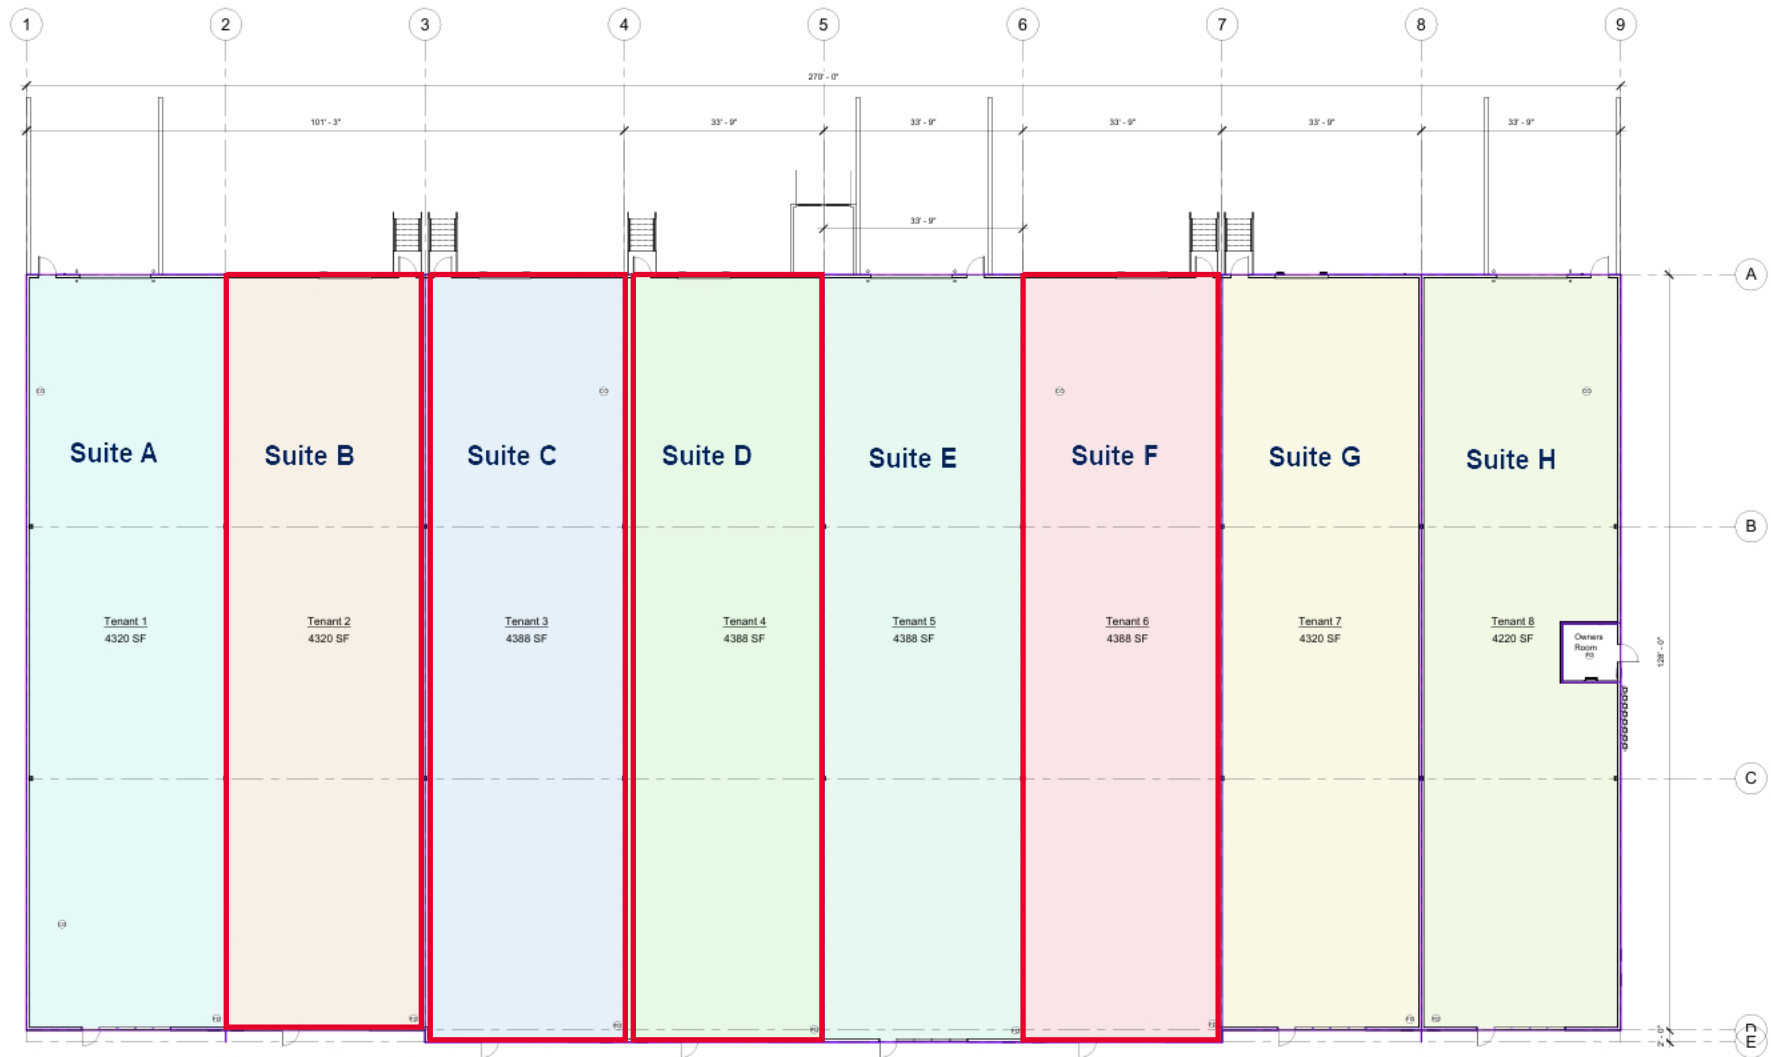 1 2 3 4 5 6 7 8 9
270' - 0"
101' - 3" 33' - 9" 33' - 9" 33' - 9" 33' - 9" 33' - 9"
33' - 9"
A
Suite A Suite B Suite C Suite D Suite E Suite F Suite G Suite H
B
Tenant 1 Tenant 2 Tenant 3 Tenant 4 Tenant 5 Tenant 6 Tenant 7 Tenant 8
4320 SF 4320 SF 4388 SF 4388 SF 4388 SF 4388 SF 4320 SF 4220 SF
Owners
Room
128' - 0"
C
2' - 0"
D
E